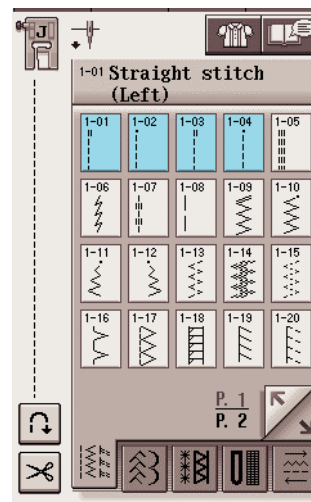 J
1-01 Straight stitch
(Left)
1-01 1-02 1-03 1-04 1-05
1-06 1-07 1-08 1-09 1-10
1-11 1-12 1-13 1-14 1-15
1-16 1-17 1-18 1-19 1-20
P. 1
P. 2